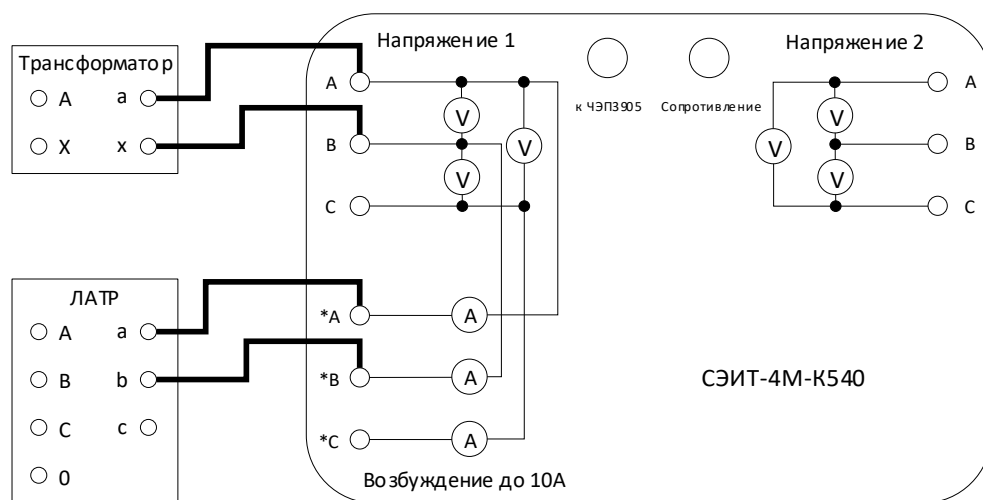 Напряжение 1
Напряжение 2
Трансформатор
A
a
X
x
A
B
C
V
V
V
к ЧЭП3905
Сопротивление
V
V
V
A
B
C
ЛАТР
A
a
B
b
C
c
0
*A
A
*B
A
*C
A
СЭИТ-4М-К540
Возбуждение до 10А